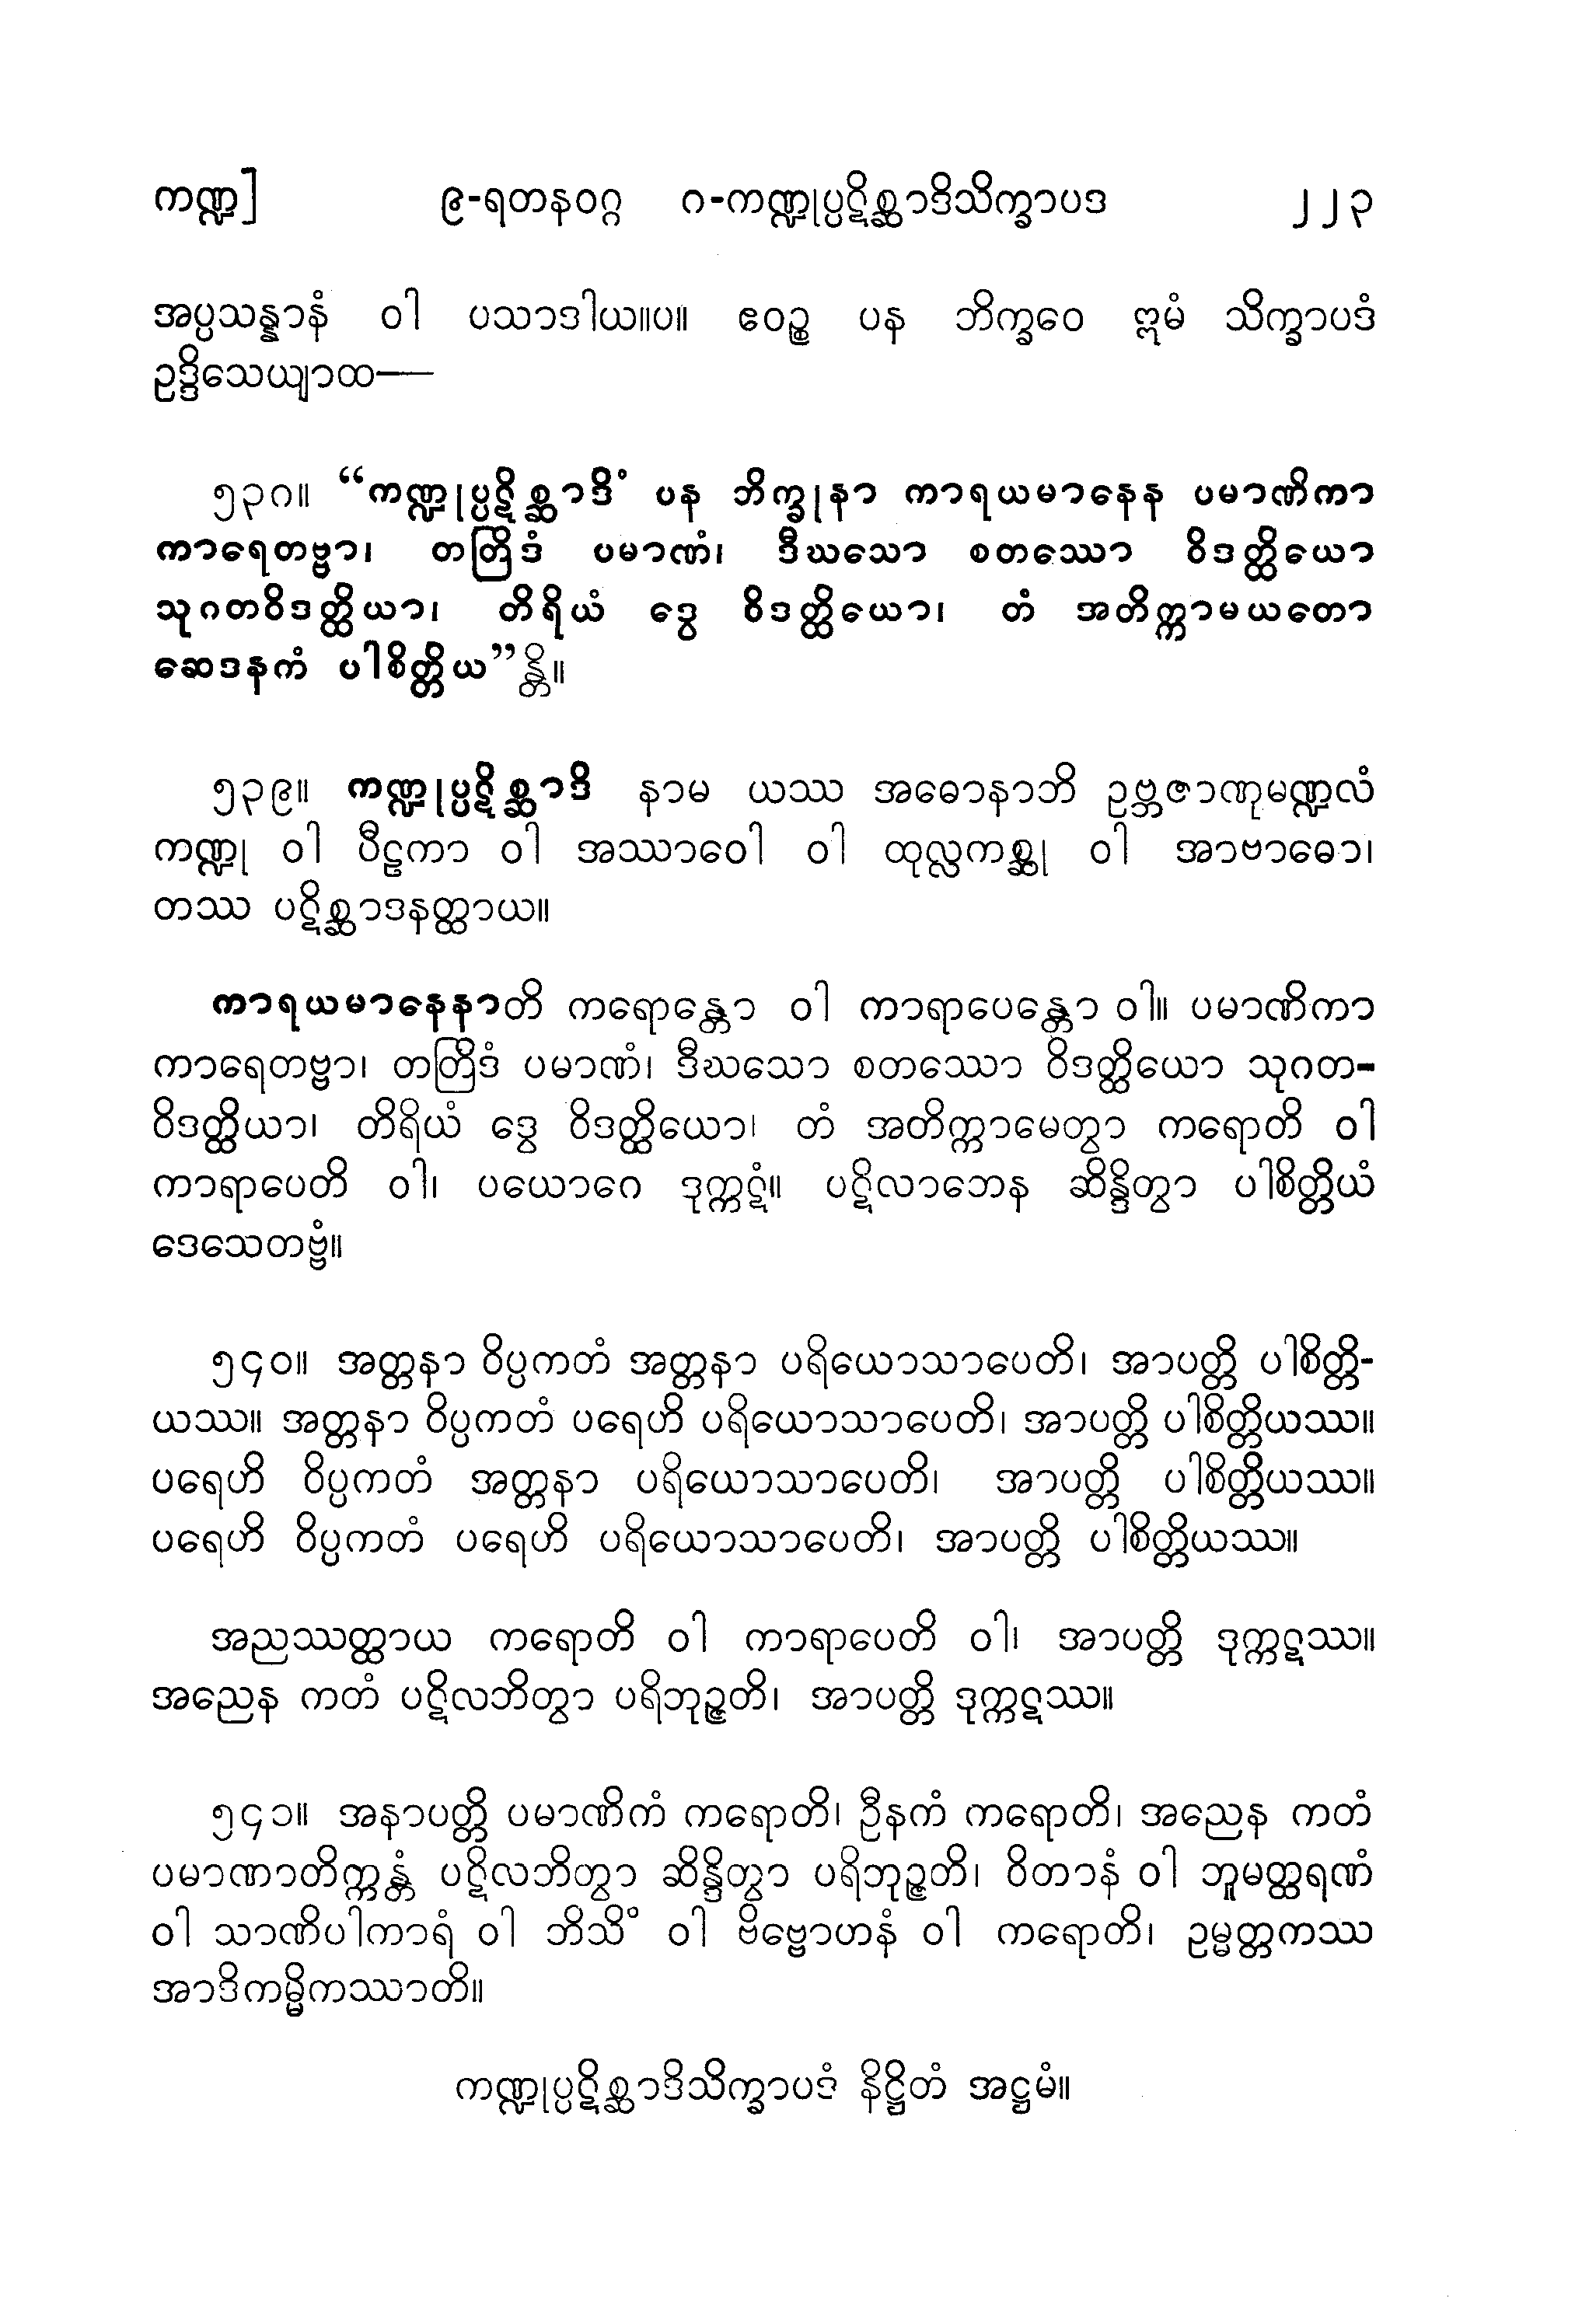 ကဏ္ဍ] ၉-ရတနဝဂ္ဂ ဂ-ကဏ္ဍုပ္ပဋိစ္ဆာဒိသိက္ခာပဒ ၂၂၃
အပ္ပသန္နာနံ ဝါ ပသာဒါယ။ပ။ ဧဝဉ္စ ပန ဘိက္ခဝေ ဣမံ သိက္ခာပဒံ
ဥဒ္ဒိသေယျာထ—
၅၃ဂ။ “ကဏ္ဍုပ္ပဋိစ္ဆာဒိံ ပန ဘိက္ခုနာ ကာရယမာနေန ပမာဏိကာ
ကာရေတဗ္ဗာ၊ တတြိဒံ ပမာဏံ၊ ဒီဃသော စတဿော ဝိဒတ္ထိယော
သုဂတဝိဒတ္ထိယာ၊ တိရိယံ ဒွေ ဝိဒတ္ထိယော၊ တံ အတိက္ကာမယတော
ဆေဒနကံ ပါစိတ္တိယ”န္တိ။
၅၃၉။ ကဏ္ဍုပ္ပဋိစ္ဆာဒိ နာမ ယဿ အဓောနာဘိ ဥဗ္ဘဇာဏုမဏ္ဍလံ
ကဏ္ဍု ဝါ ပီဠကာ ဝါ အဿာဝေါ ဝါ ထုလ္လကစ္ဆု ဝါ အာဗာဓော၊
တဿ ပဋိစ္ဆာဒနတ္ထာယ။
ကာရယမာနေနာတိ ကရောန္တော ဝါ ကာရာပေန္တော ဝါ။ ပမာဏိကာ
ကာရေတဗ္ဗာ၊ တတြိဒံ ပမာဏံ၊ ဒီဃသော စတဿော ဝိဒတ္ထိယော သုဂတ-
ဝိဒတ္ထိယာ၊ တိရိယံ ဒွေ ဝိဒတ္ထိယော၊ တံ အတိက္ကာမေတွာ ကရောတိ ဝါ
ကာရာပေတိ ဝါ၊ ပယောဂေ ဒုက္ကဋံ။ ပဋိလာဘေန ဆိန္ဒိတွာ ပါစိတ္တိယံ
ဒေသေတဗ္ဗံ။
၅၄၀။ အတ္တနာ ဝိပ္ပကတံ အတ္တနာ ပရိယောသာပေတိ၊ အာပတ္တိ ပါစိတ္တိ-
ယဿ။ အတ္တနာ ဝိပ္ပကတံ ပရေဟိ ပရိယောသာပေတိ၊ အာပတ္တိ ပါစိတ္တိယဿ။
ပရေဟိ ဝိပ္ပကတံ အတ္တနာ ပရိယောသာပေတိ၊ အာပတ္တိ ပါစိတ္တိယဿ။
ပရေဟိ ဝိပ္ပကတံ ပရေဟိ ပရိယောသာပေတိ၊ အာပတ္တိ ပါစိတ္တိယဿ။
အညဿတ္ထာယ ကရောတိ ဝါ ကာရာပေတိ ဝါ၊ အာပတ္တိ ဒုက္ကဋဿ။
အညေန ကတံ ပဋိလဘိတွာ ပရိဘုဉ္ဇတိ၊ အာပတ္တိ ဒုက္ကဋဿ။
၅၄၁။ အနာပတ္တိ ပမာဏိကံ ကရောတိ၊ ဦနကံ ကရောတိ၊ အညေန ကတံ
ပမာဏာတိက္ကန္တံ ပဋိလဘိတွာ ဆိန္ဒိတွာ ပရိဘုဉ္ဇတိ၊ ဝိတာနံ ဝါ ဘူမတ္ထရဏံ
ဝါ သာဏိပါကာရံ ဝါ ဘိသိံ ဝါ ဗိဗ္ဗောဟနံ ဝါ ကရောတိ၊ ဥမ္မတ္တကဿ
အာဒိကမ္မိကဿာတိ။
ကဏ္ဍုပ္ပဋိစ္ဆာဒိသိက္ခာပဒံ နိဋ္ဌိတံ အဋ္ဌမံ။